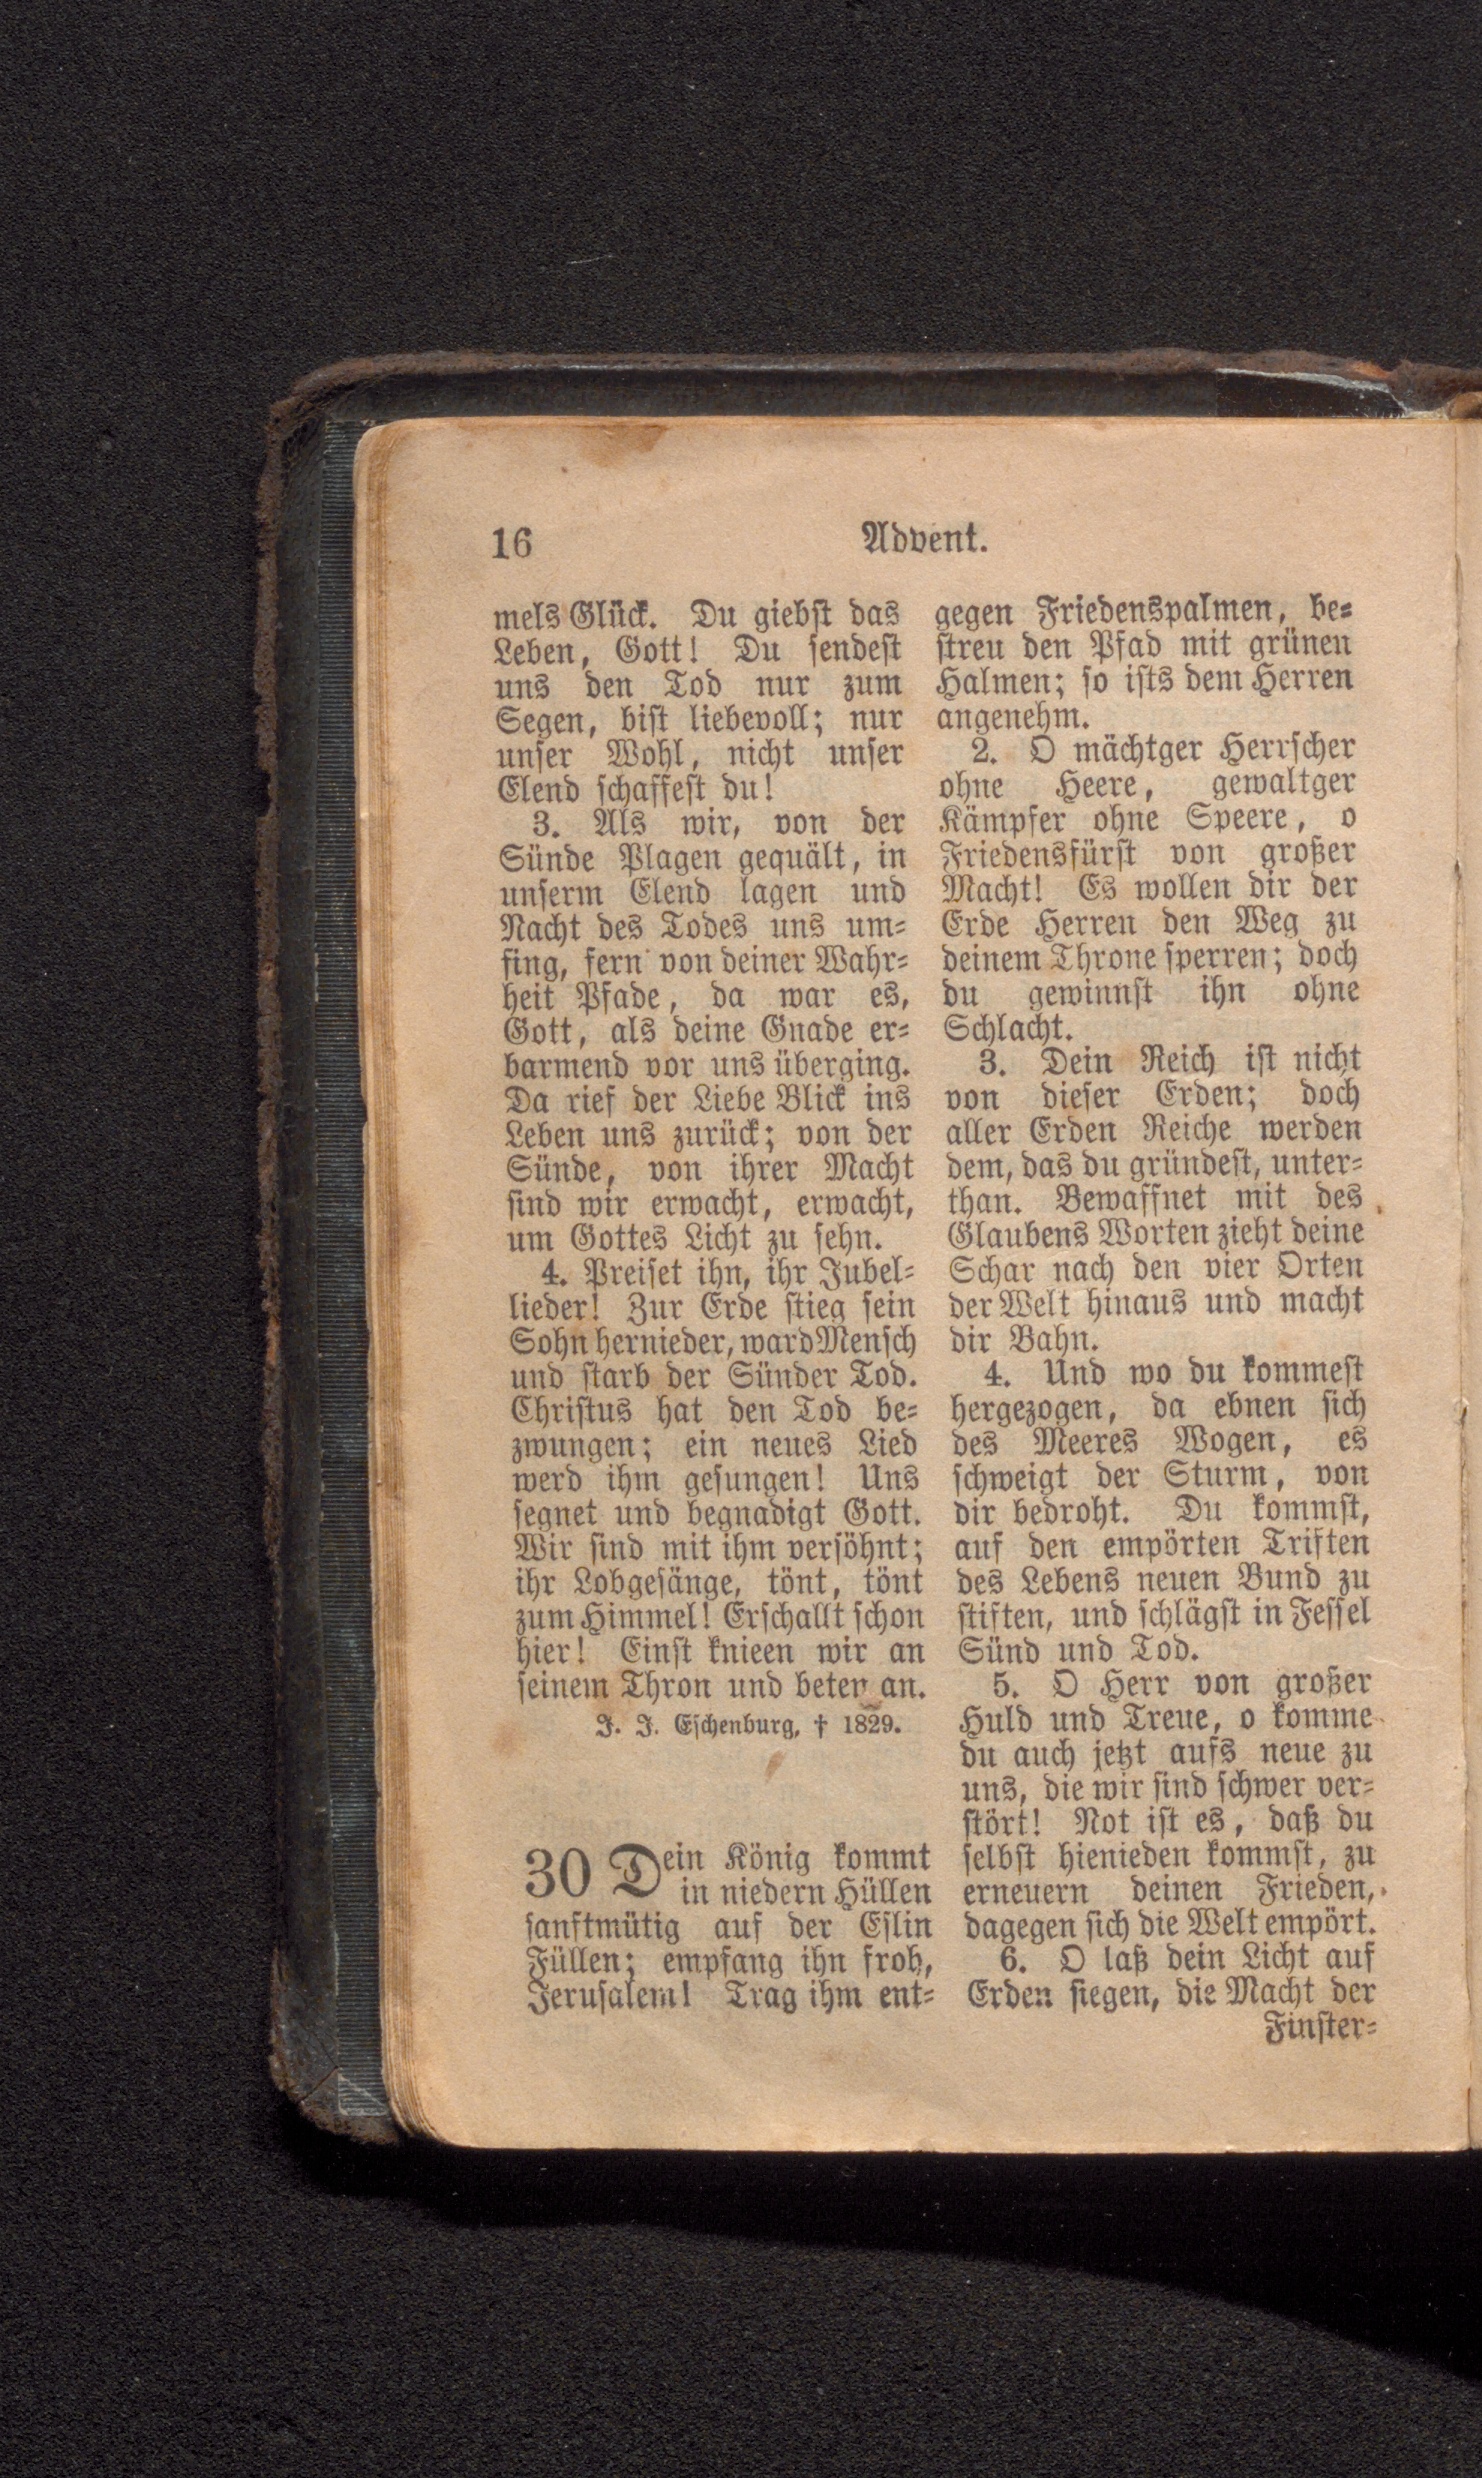 16
Advent.
mels Glück. Du giebst das
Leben, Gott! Du sendest
uns den Tod nur zum
Segen, bist liebevoll; nur
unser Wohl, nicht unser
Elend schaffest du!
3. Als wir, von der
Sünde Plagen gequält, in
unserm Elend lagen und
Nacht des Todes uns um-
fing, fern von deiner Wahr-
heit Pfade, da war es,
Gott, als deine Gnade er-
barmend vor uns überging.
Da rief der Liebe Blick ins
Leben uns zurück; von der
Sünde, von ihrer Macht
sind wir erwacht, erwacht,
um Gottes Licht zu sehn.
4. Preiset ihn, ihr Jubel-
lieder! Zur Erde stieg sein
Sohn hernieder, ward Mensch
und starb der Sünder Tod.
Christus hat den Tod be-
zwungen; ein neues Lied
werd ihm gesungen! Uns
segnet und begnadigt Gott.
Wir sind mit ihm versöhnt;
ihr Lobgesänge, tönt, tönt
zum Himmel! Erschallt schon
hier! Einst knieen wir an
seinem Thron und beten an.
J. J. Eschenburg, † 1829.
30 Dein König kommt
in niedern Hüllen
sanftmütig auf der Eslin
Füllen; empfang ihn froh,
Jerusalem! Trag ihm ent-
gegen Friedenspalmen, be-
streu den Pfad mit grünen
Halmen; so ists dem Herren
angenehm.
2. O mächtger Herrscher
ohne Heere, gewaltger
Kämpfer ohne Speere, o
Friedensfürst von großer
Macht! Es wollen dir der
Erde Herren den Weg zu
deinem Throne sperren; doch
du gewinnst ihn ohne
Schlacht.
3. Dein Reich ist nicht
von dieser Erden; doch
aller Erden Reiche werden
dem, das du gründest, unter-
than. Bewaffnet mit des
Glaubens Worten zieht deine
Schar nach den vier Orten
der Welt hinaus und macht
dir Bahn.
4. Und wo du kommest
hergezogen, da ebnen sich
des Meeres Wogen, es
schweigt der Sturm, von
dir bedroht. Du kommst,
auf den empörten Triften
des Lebens neuen Bund zu
stiften, und schlägst in Fessel
Sünd und Tod.
5. O Herr von großer
Huld und Treue, o komme
du auch jetzt aufs neue zu
uns, die wir sind schwer ver-
stört! Not ist es, daß du
selbst hienieden kommst, zu
erneuern deinen Frieden,
dagegen sich die Welt empört.
6. O laß dein Licht auf
Erden siegen, die Macht der
Finster-